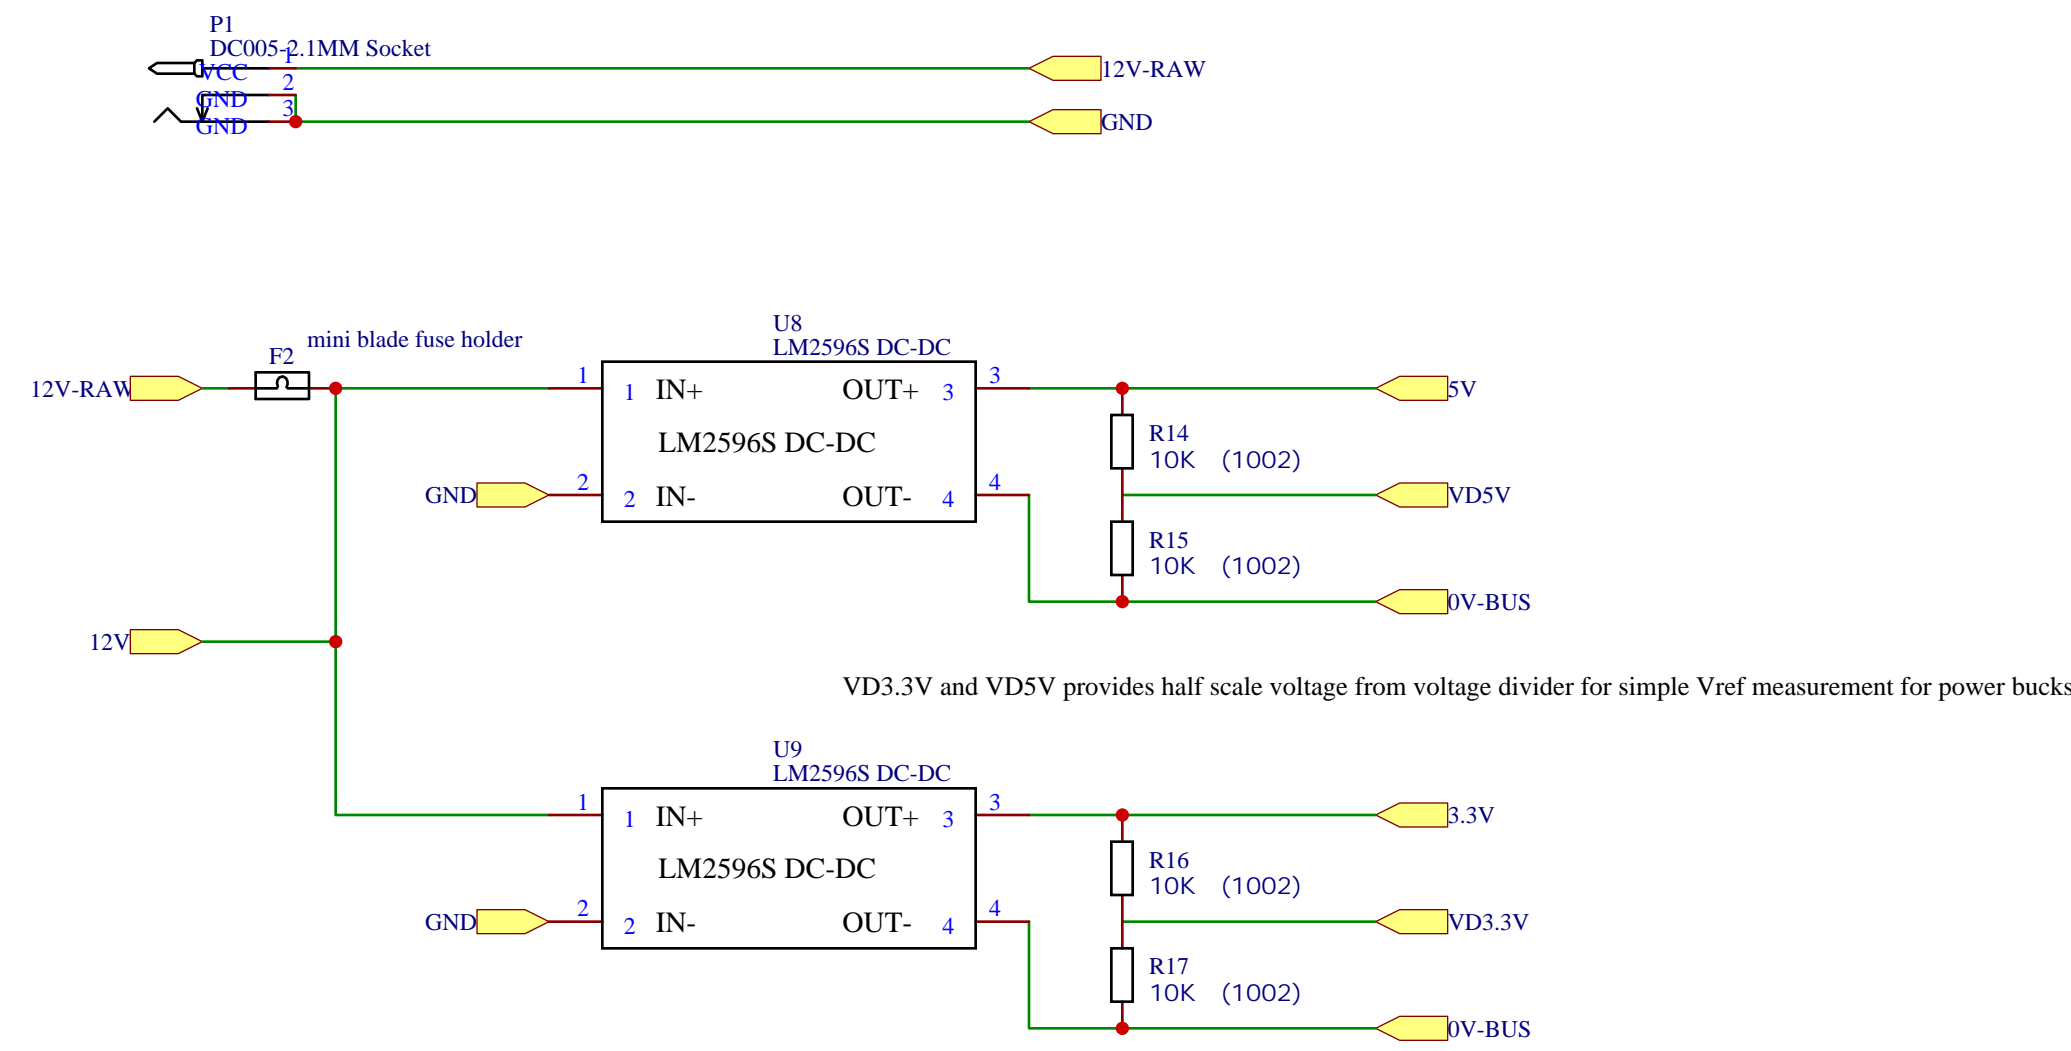 P1
DC005-2.1MM Socket
1
VCC
12V-RAW
2
GND
3
GND
GND
U8
LM2596S DC-DC
mini blade fuse holder
F2
12V-RAW
1
1 IN+ OUT+ 3
3
5V
LM2596S DC-DC
R14
10K (1002)
GND
2
2 IN- OUT- 4
4
VD5V
R15
10K (1002)
0V-BUS
12V
VD3.3V and VD5V provides half scale voltage from voltage divider for simple Vref measurement for power bucks
U9
LM2596S DC-DC
1
1 IN+ OUT+ 3
3
3.3V
LM2596S DC-DC
R16
10K (1002)
GND
2
2 IN- OUT- 4
4
VD3.3V
R17
10K (1002)
0V-BUS